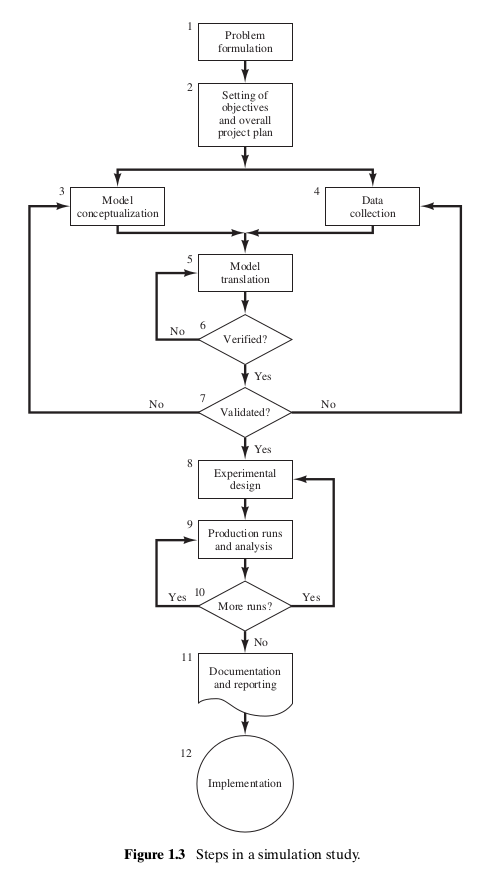 1
Problem
formulation
2
Setting of
objectives
and overall
project plan
3
Model
conceptualization
4
Data
collection
5
Model
translation
6
Verified?
No
Yes
7
Validated?
No
No
Yes
8
Experimental
design
9
Production runs
and analysis
10
More runs?
Yes
Yes
No
11
Documentation
and reporting
12
Implementation
Figure 1.3 Steps in a simulation study.